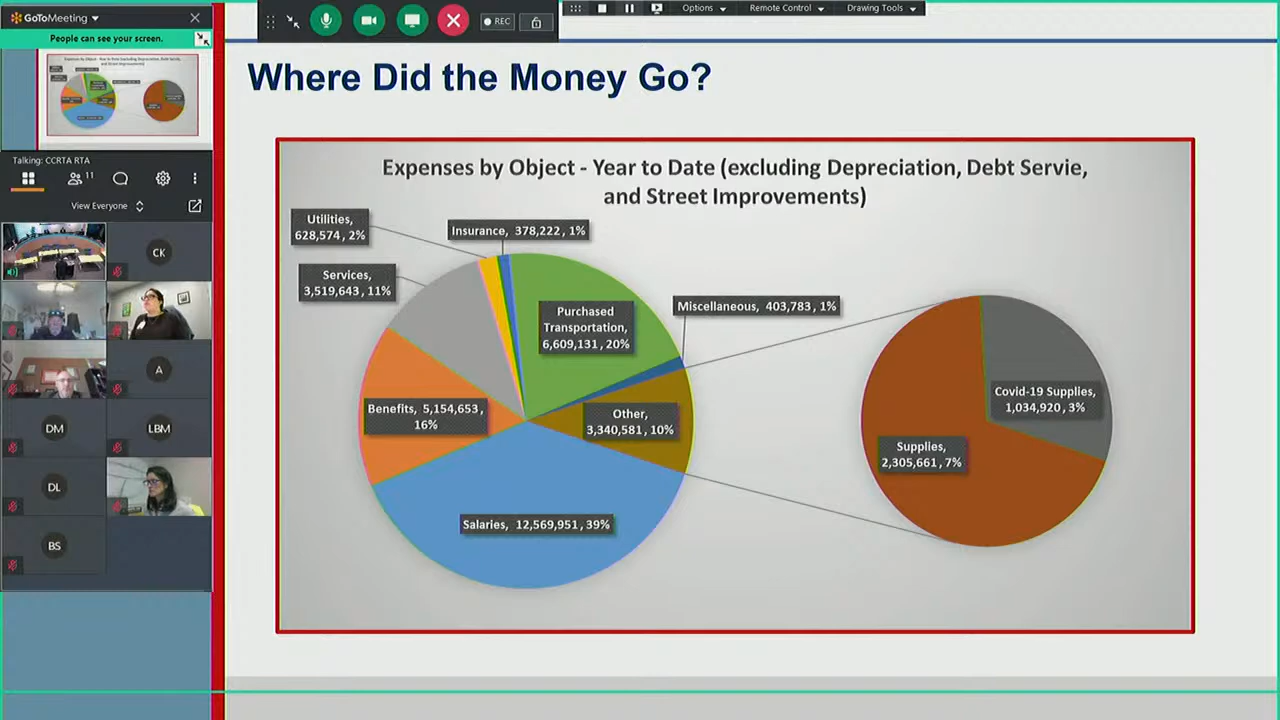 GoToMeeting
People can see your screen.
REC
Options
Remote Control
Drawing Tools
Talking: CCRTA RTA
11
View Everyone
CK
A
DM
LBM
DL
BS
Where Did the Money Go?
Expenses by Object - Year to Date (excluding Depreciation, Debt Servie,
and Street Improvements)
Utilities,
628,574 , 2%
Insurance, 378,222 , 1%
Services,
3,519,643 , 11%
Purchased
Transportation,
6,609,131 , 20%
Miscellaneous, 403,783 , 1%
Benefits, 5,154,653 ,
16%
Other,
3,340,581 , 10%
Salaries, 12,569,951 , 39%
Covid-19 Supplies,
1,034,920 , 3%
Supplies,
2,305,661 , 7%